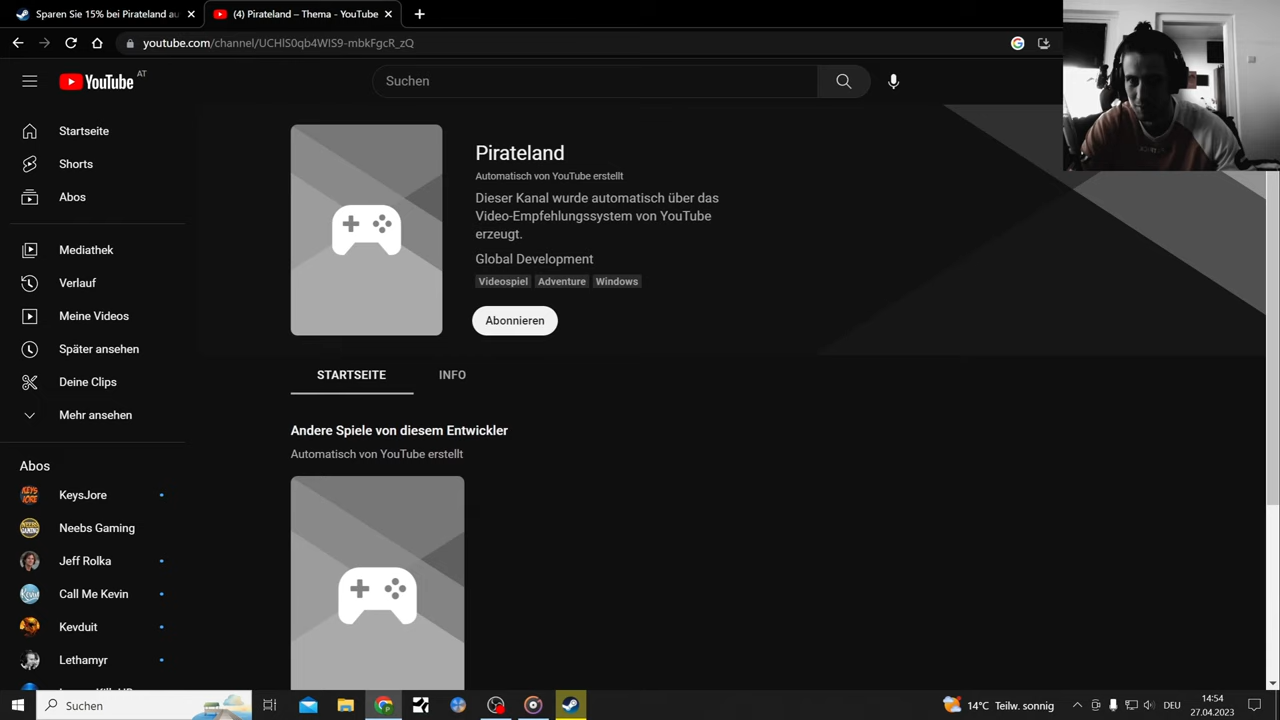 Sparen Sie 15% bei Pirateland au
(4) Pirateland – Thema - YouTube
youtube.com/channel/UCHlS0qb4WIS9-mbkFgcR_zQ
YouTube AT
Suchen
Startseite
Shorts
Abos
Mediathek
Verlauf
Meine Videos
Später ansehen
Deine Clips
Mehr ansehen
Abos
KeysJore
Neebs Gaming
Jeff Rolka
Call Me Kevin
Kevduit
Lethamyr
Pirateland
Automatisch von YouTube erstellt
Dieser Kanal wurde automatisch über das
Video-Empfehlungssystem von YouTube
erzeugt.
Global Development
Videospiel Adventure Windows
Abonnieren
STARTSEITE INFO
Andere Spiele von diesem Entwickler
Automatisch von YouTube erstellt
Suchen
14°C Teilw. sonnig
DEU
14:54
27.04.2023